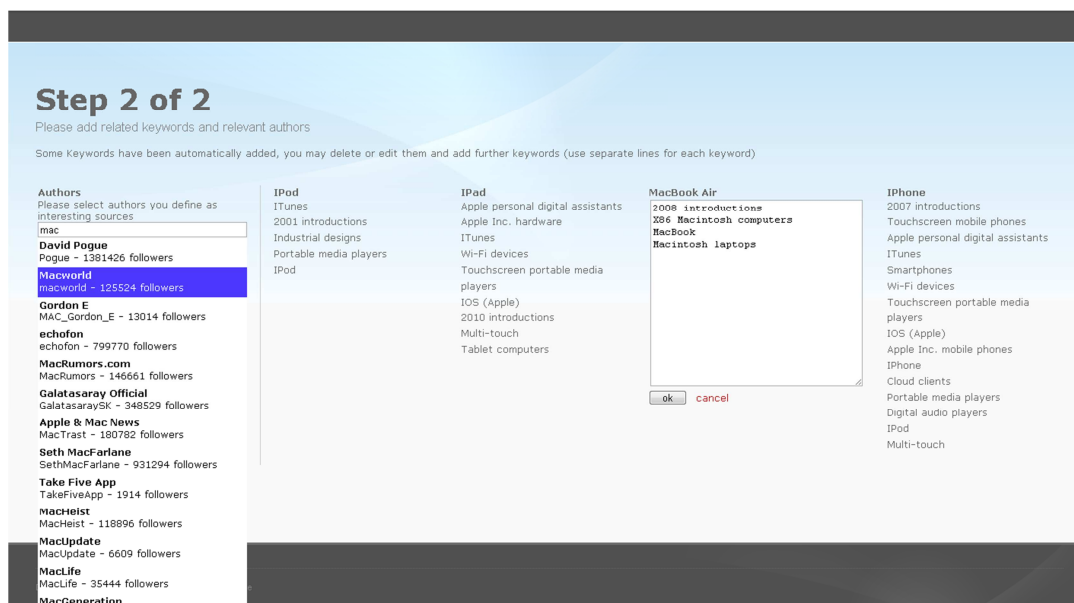 Step 2 of 2
Please add related keywords and relevant authors
Some Keywords have been automatically added, you may delete or edit them and add further keywords (use separate lines for each keyword)
Authors
Please select authors you define as
interesting sources
mac
David Pogue
Pogue - 1381426 followers
Macworld
macworld - 125524 followers
Gordon E
MAC_Gordon_E - 13014 followers
echofon
echofon - 799770 followers
MacRumors.com
MacRumors - 146661 followers
Galatasaray Official
GalatasaraySK - 348529 followers
Apple & Mac News
MacTrast - 180782 followers
Seth MacFarlane
SethMacFarlane - 931294 followers
Take Five App
TakeFiveApp - 1914 followers
MacHeist
MacHeist - 118896 followers
MacUpdate
MacUpdate - 6609 followers
MacLife
MacLife - 35444 followers
MacGeneration
IPod
ITunes
2001 introductions
Industrial designs
Portable media players
IPod
IPad
Apple personal digital assistants
Apple Inc. hardware
ITunes
Wi-Fi devices
Touchscreen portable media
players
IOS (Apple)
2010 introductions
Multi-touch
Tablet computers
MacBook Air
2008 introductions
X86 Macintosh computers
MacBook
Macintosh laptops
ok
cancel
IPhone
2007 introductions
Touchscreen mobile phones
Apple personal digital assistants
ITunes
Smartphones
Wi-Fi devices
Touchscreen portable media
players
IOS (Apple)
Apple Inc. mobile phones
IPhone
Cloud clients
Portable media players
Digital audio players
IPod
Multi-touch